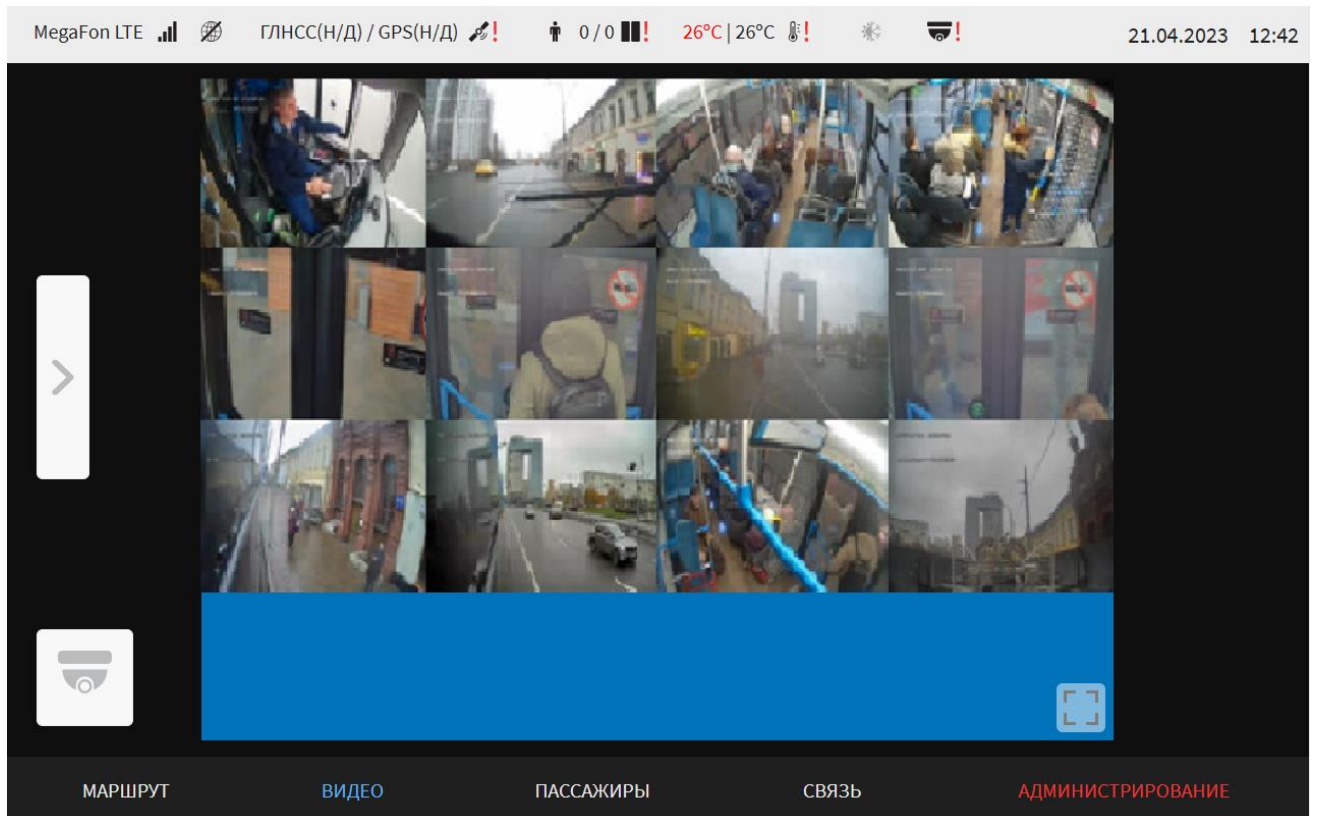 MegaFon LTE ГЛНСС(Н/Д) / GPS(Н/Д) ! 0 / 0 ! 26°C | 26°C ! ! 21.04.2023 12:42
МАРШРУТ ВИДЕО ПАССАЖИРЫ СВЯЗЬ АДМИНИСТРИРОВАНИЕ